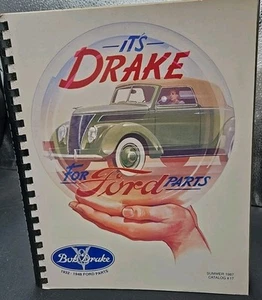 IT'S
DRAKE
FOR Ford PARTS
Bob Drake
1932 - 1948 FORD PARTS
SUMMER 1997
CATALOG #17